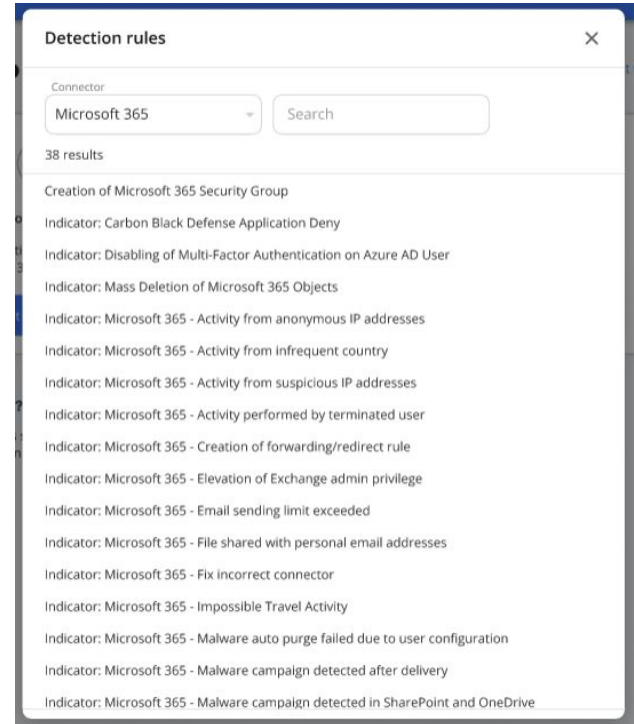 Detection rules
Connector
Microsoft 365
Search
38 results
Creation of Microsoft 365 Security Group
Indicator: Carbon Black Defense Application Deny
Indicator: Disabling of Multi-Factor Authentication on Azure AD User
Indicator: Mass Deletion of Microsoft 365 Objects
Indicator: Microsoft 365 - Activity from anonymous IP addresses
Indicator: Microsoft 365 - Activity from infrequent country
Indicator: Microsoft 365 - Activity from suspicious IP addresses
Indicator: Microsoft 365 - Activity performed by terminated user
Indicator: Microsoft 365 - Creation of forwarding/redirect rule
Indicator: Microsoft 365 - Elevation of Exchange admin privilege
Indicator: Microsoft 365 - Email sending limit exceeded
Indicator: Microsoft 365 - File shared with personal email addresses
Indicator: Microsoft 365 - Fix incorrect connector
Indicator: Microsoft 365 - Impossible Travel Activity
Indicator: Microsoft 365 - Malware auto purge failed due to user configuration
Indicator: Microsoft 365 - Malware campaign detected after delivery
Indicator: Microsoft 365 - Malware campaign detected in SharePoint and OneDrive